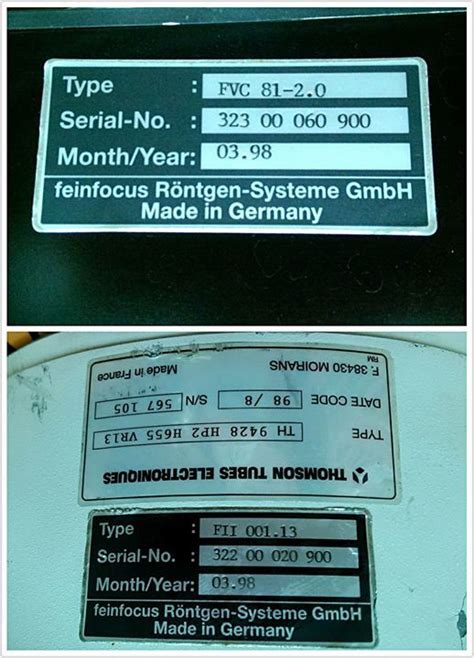 Type : FVC 81-2.0
Serial-No. : 323 00 060 900
Month/Year: 03.98
feinfocus Röntgen-Systeme GmbH
Made in Germany
THOMSON TUBES ELECTRONIQUES
TYPE TH 9428 HP2 H655 VR13
DATE CODE 98 /8 S/N 567 105
F. 38430 MOIRANS Made in France
RM
Type : FII 001.13
Serial-No. : 322 00 020 900
Month/Year: 03.98
feinfocus Röntgen-Systeme GmbH
Made in Germany